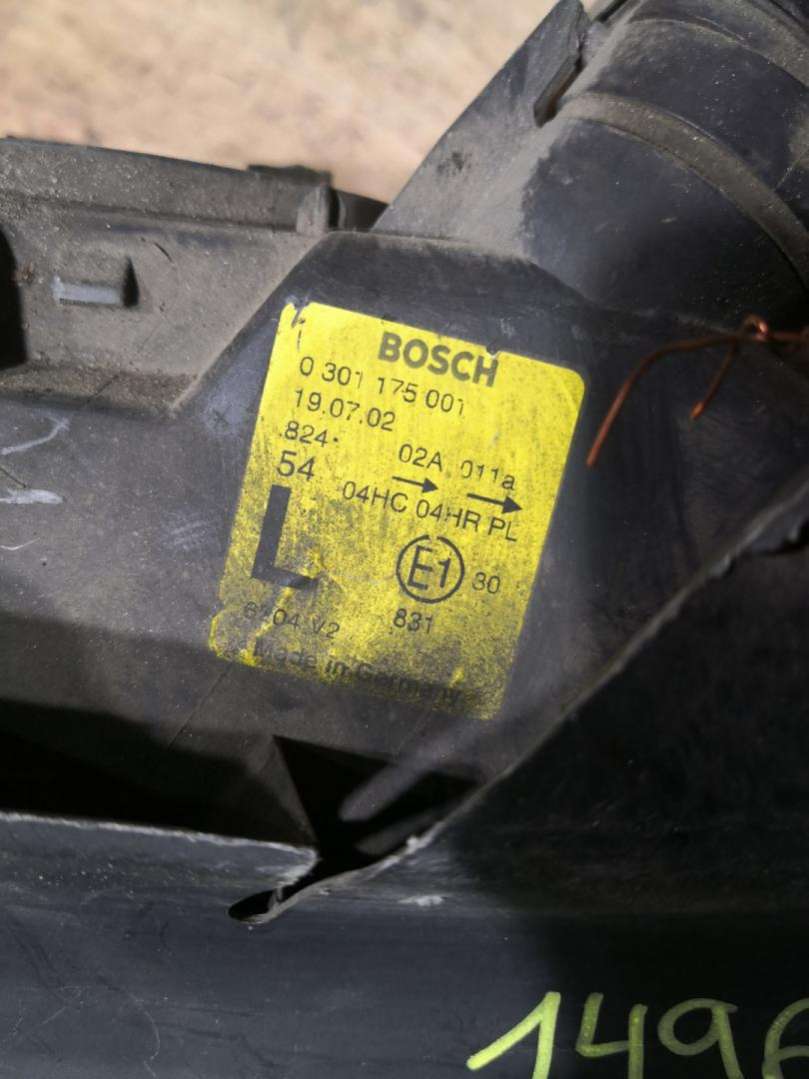 BOSCH
0 301 175 001
19.07.02
824·
54
02A 011a
→ →
04HC 04HR PL
L
E1 30
831
V2
Made in Germany
149